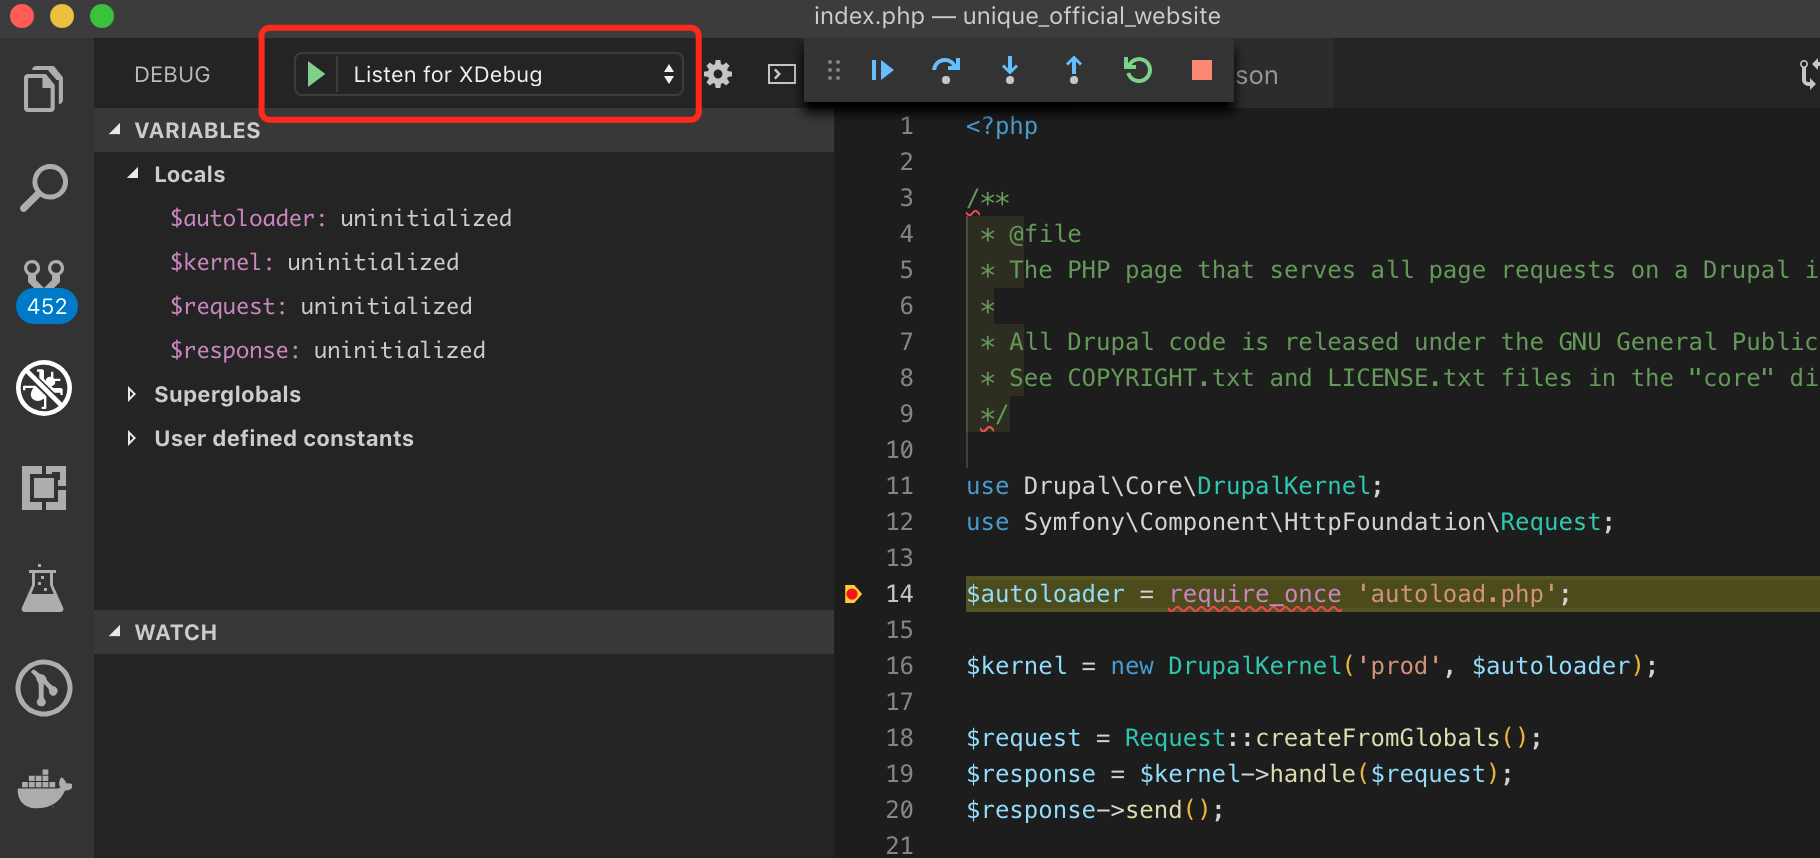 index.php — unique_official_website
DEBUG
Listen for XDebug
son
VARIABLES
Locals
$autoloader: uninitialized
$kernel: uninitialized
$request: uninitialized
$response: uninitialized
Superglobals
User defined constants
WATCH
452
1 <?php
2
3 /**
4 * @file
5 * The PHP page that serves all page requests on a Drupal i
6 *
7 * All Drupal code is released under the GNU General Public
8 * See COPYRIGHT.txt and LICENSE.txt files in the "core" di
9 */
10
11 use Drupal\Core\DrupalKernel;
12 use Symfony\Component\HttpFoundation\Request;
13
14 $autoloader = require_once 'autoload.php';
15
16 $kernel = new DrupalKernel('prod', $autoloader);
17
18 $request = Request::createFromGlobals();
19 $response = $kernel->handle($request);
20 $response->send();
21